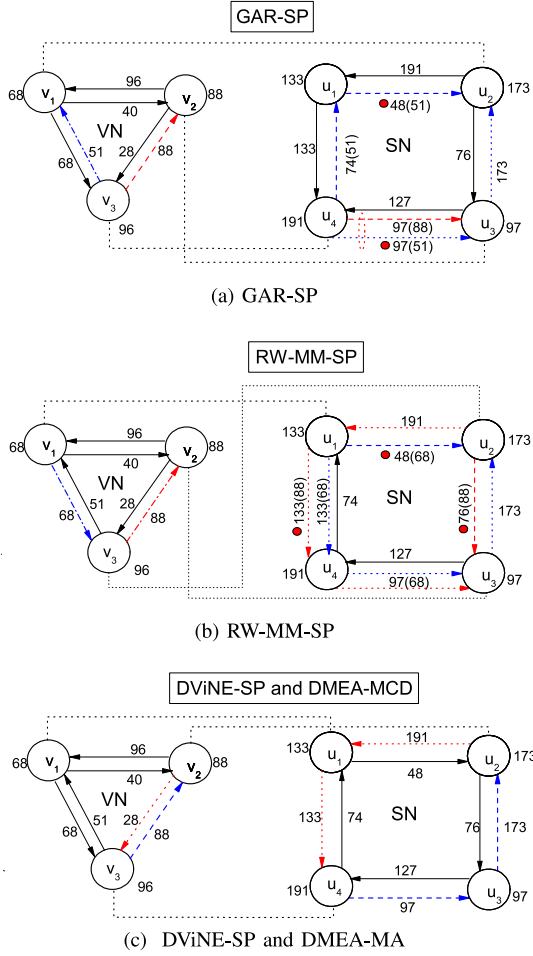 GAR-SP
96
191
v1
v2
68
40
88
133
u1
u2
173
48(51)
VN
51
28
68
88
133
74(51)
SN
76
173
v3
127
191
u4
u3
97
97(88)
96
97(51)
(a) GAR-SP
RW-MM-SP
96
191
68
v1
v2
88
133
u1
u2
173
40
48(68)
VN
51
28
68
88
133(88)
133(68)
74
SN
76(88)
173
v3
127
96
191
u4
u3
97
97(68)
(b) RW-MM-SP
DViNE-SP and DMEA-MCD
96
191
68
v1
v2
88
133
u1
u2
173
40
48
VN
51
28
68
88
133
74
SN
76
173
v3
127
96
191
u4
u3
97
97
(c) DViNE-SP and DMEA-MA